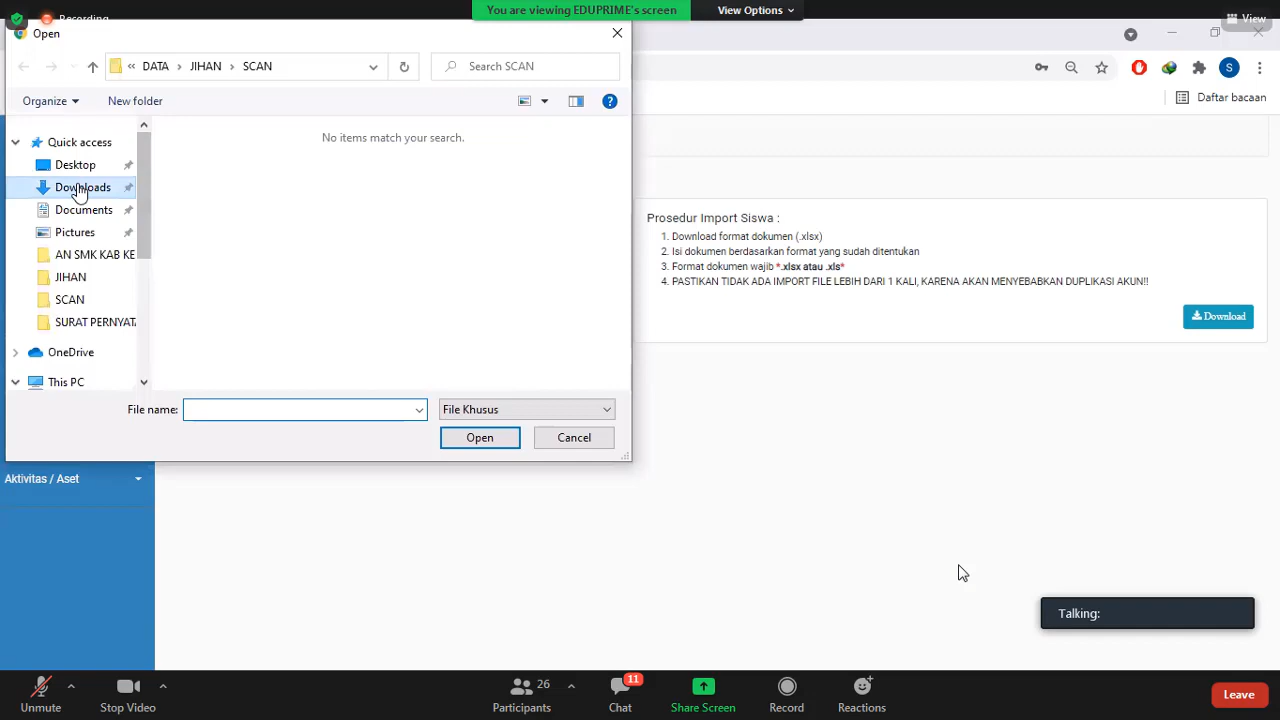 Recording
You are viewing EDUPRIME's screen
View Options
View
Open
« DATA > JIHAN > SCAN
Search SCAN
Organize
New folder
Daftar bacaan
S
Quick access
Desktop
Downloads
Documents
Pictures
AN SMK KAB KE
JIHAN
SCAN
SURAT PERNYATA
OneDrive
This PC
No items match your search.
File name:
File Khusus
Open
Cancel
Prosedur Import Siswa :
1. Download format dokumen (.xlsx)
2. Isi dokumen berdasarkan format yang sudah ditentukan
3. Format dokumen wajib *.xlsx atau .xls*
4. PASTIKAN TIDAK ADA IMPORT FILE LEBIH DARI 1 KALI, KARENA AKAN MENYEBABKAN DUPLIKASI AKUN!!
Download
Aktivitas / Aset
Talking:
Unmute
Stop Video
26
Participants
11
Chat
Share Screen
Record
Reactions
Leave